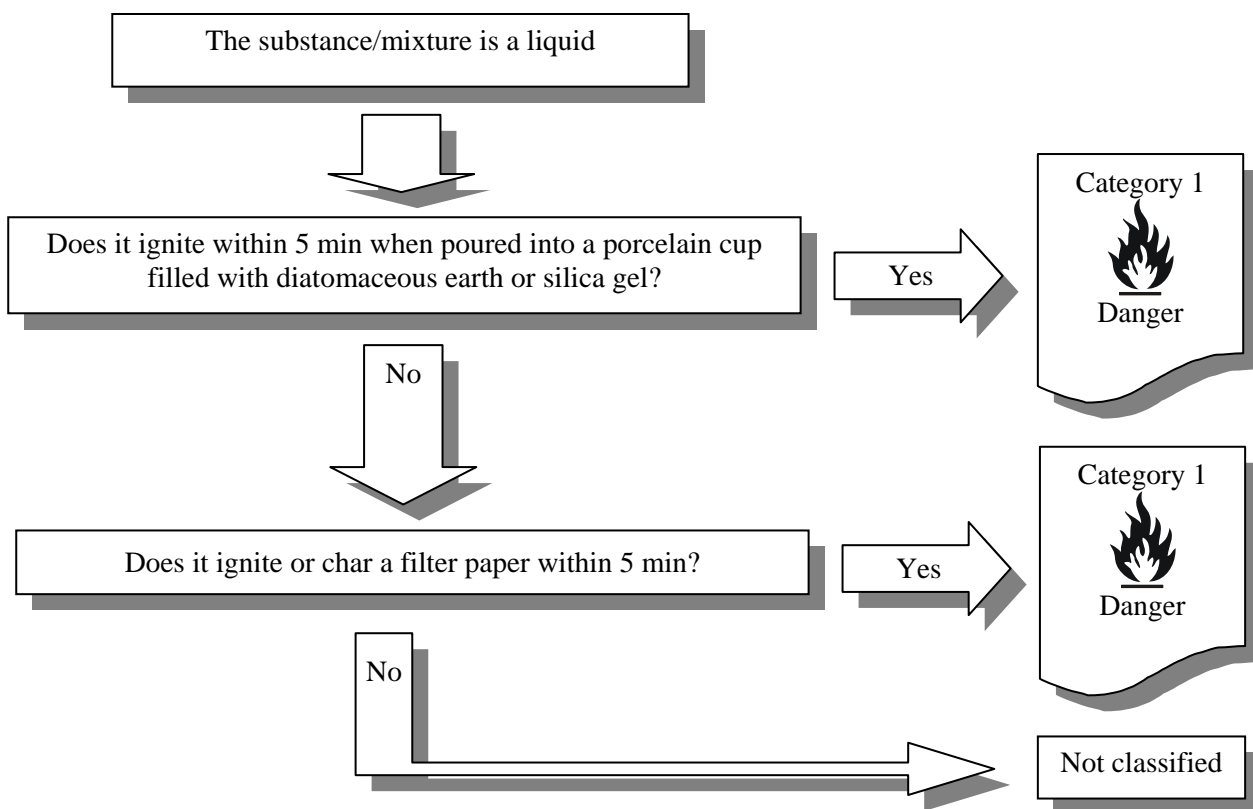 The substance/mixture is a liquid
Does it ignite within 5 min when poured into a porcelain cup
filled with diatomaceous earth or silica gel?
Yes
Category 1
Danger
No
Does it ignite or char a filter paper within 5 min?
Yes
Category 1
Danger
No
Not classified